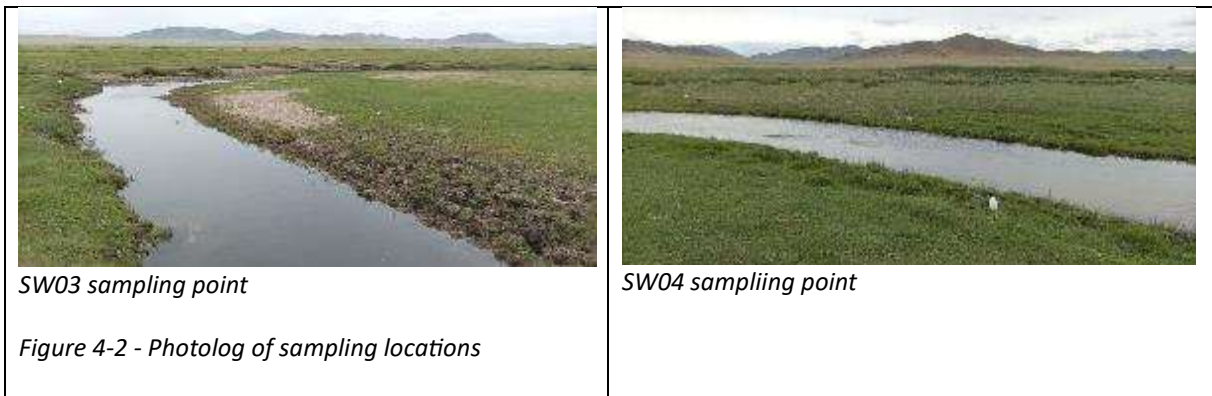 SW03 sampling point
SW04 sampliing point
Figure 4-2 - Photolog of sampling locations